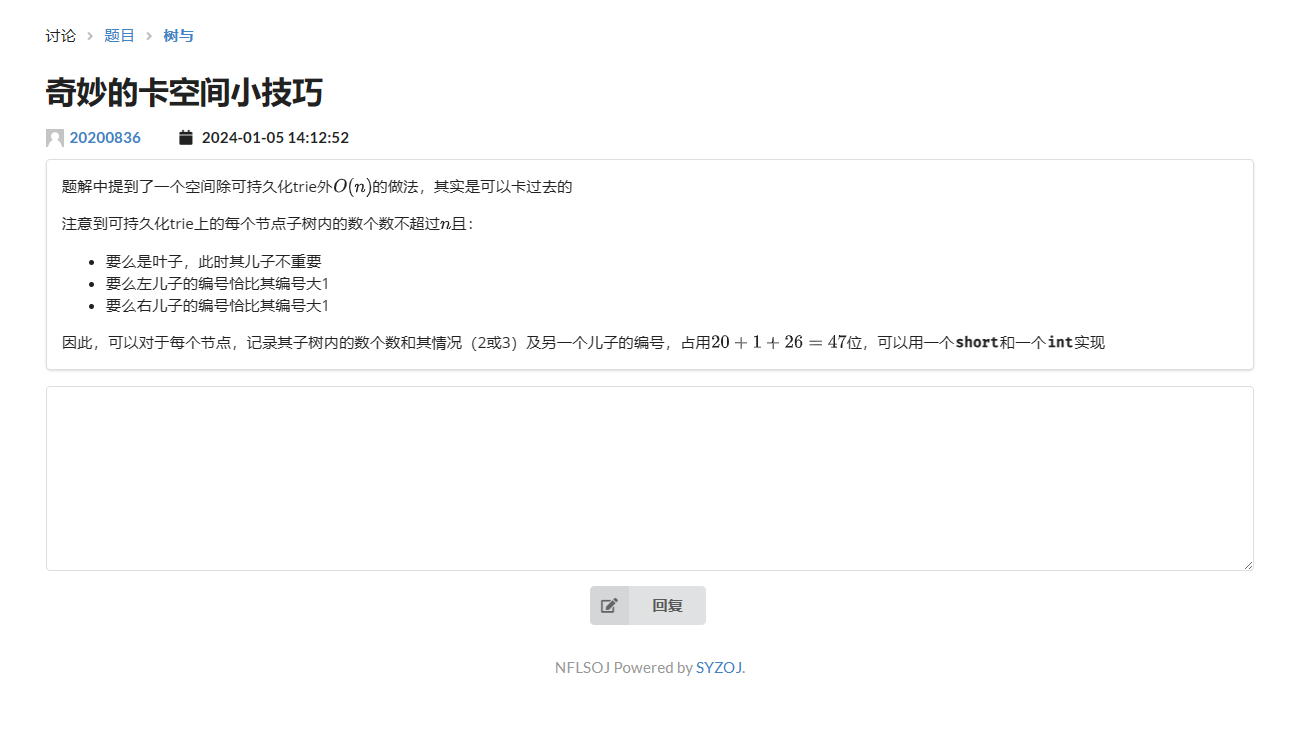 讨论 > 题目 > 树与
奇妙的卡空间小技巧
20200836 2024-01-05 14:12:52
题解中提到了一个空间除可持久化trie外O(n)的做法，其实是可以卡过去的
注意到可持久化trie上的每个节点子树内的数个数不超过n且：
• 要么是叶子，此时其儿子不重要
• 要么左儿子的编号恰比其编号大1
• 要么右儿子的编号恰比其编号大1
因此，可以对于每个节点，记录其子树内的数个数和其情况（2或3）及另一个儿子的编号，占用20 + 1 + 26 = 47位，可以用一个short和一个int实现
回复
NFLSOJ Powered by SYZOJ.